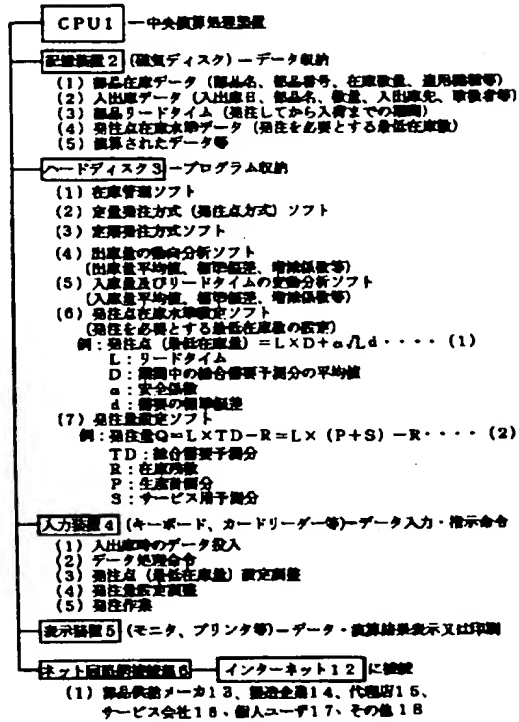 CPU1 ー中央演算処理装置
記憶装置2 (磁気ディスク) ーデータ収納
(1) 部品在庫データ (部品名、部品番号、在庫数量、適用機種等)
(2) 入出庫データ (入出庫日、部品名、数量、入出庫先、取扱者等)
(3) 部品リードタイム (発注してから入荷までの期間)
(4) 発注点在庫水準データ (発注を必要とする最低在庫数)
(5) 演算されたデータ等
ハードディスク3 ープログラム収納
(1) 在庫管理ソフト
(2) 定量発注方式 (発注点方式) ソフト
(3) 定期発注方式ソフト
(4) 出庫量の動向分析ソフト
(出庫量平均値、標準偏差、増減係数等)
(5) 入庫量及びリードタイムの変動分析ソフト
(入庫量平均値、標準偏差、増減係数等)
(6) 発注点在庫水準設定ソフト
(発注を必要とする最低在庫数の設定)
例:発注点 (最低在庫量) =L×D+α√Ld・・・・ (1)
L:リードタイム
D:期間中の総合需要予測分の平均値
α:安全係数
d:需要の標準偏差
(7) 発注量設定ソフト
例:発注量Q=L×TD-R=L× (P+S) -R・・・・ (2)
TD:総合需要予測分
R:在庫残数
P:生産計画分
S:サービス用予測分
入力装置4 (キーボード、カードリーダー等)ーデータ入力・指示命令
(1) 入出庫時のデータ投入
(2) データ処理命令
(3) 発注点 (最低在庫量) 設定調整
(4) 発注量設定調整
(5) 発注作業
表示装置5 (モニタ、プリンタ等) ーデータ・演算結果表示又は印刷
ネット回路網接続器6 インターネット12 に接続
(1) 部品供給メーカ13、製造企業14、代理店15、
サービス会社16、個人ユーザ17、その他18